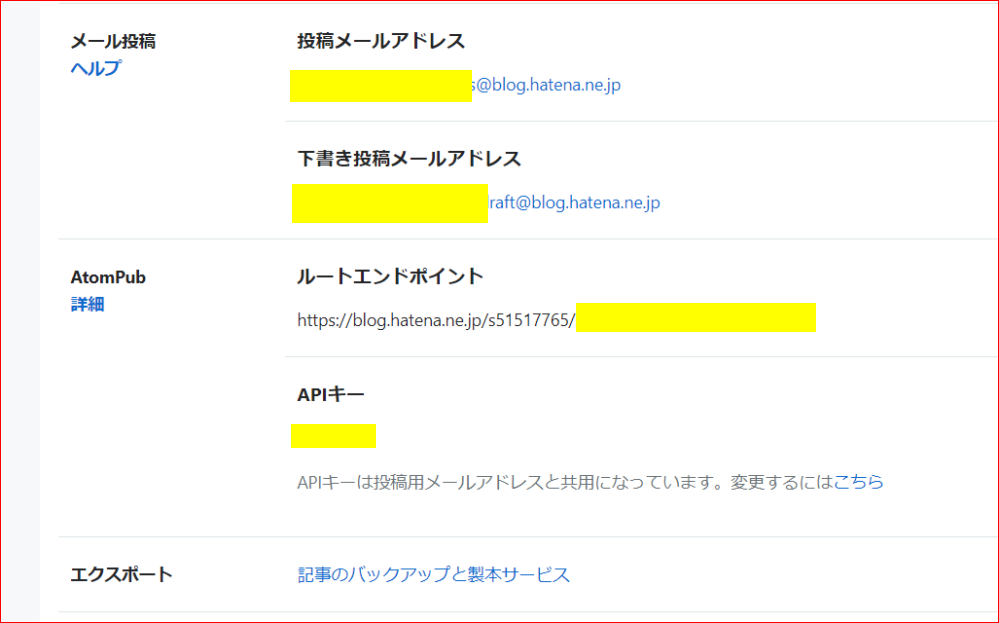 メール投稿
ヘルプ
投稿メールアドレス
s@blog.hatena.ne.jp
下書き投稿メールアドレス
raft@blog.hatena.ne.jp
AtomPub
詳細
ルートエンドポイント
https://blog.hatena.ne.jp/s51517765/
APIキー
APIキーは投稿用メールアドレスと共用になっています。変更するにはこちら
エクスポート
記事のバックアップと製本サービス